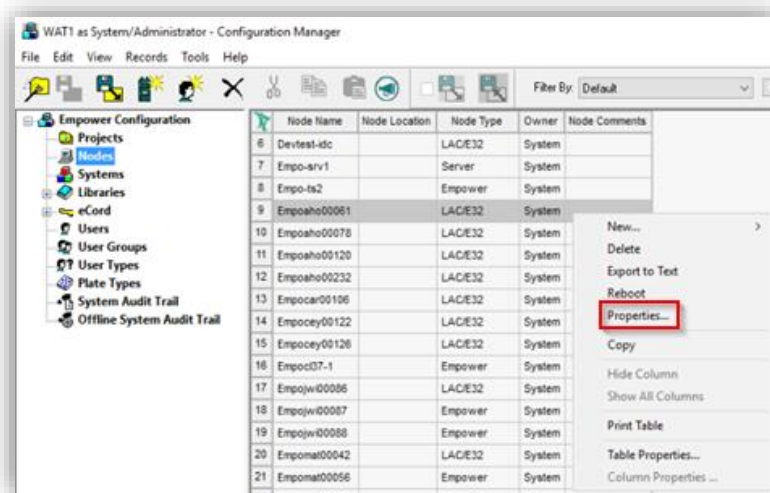 WAT1 as System/Administrator - Configuration Manager
File Edit View Records Tools Help
Filter By: Default
Empower Configuration
Projects
Nodes
Systems
Libraries
eCord
Users
User Groups
User Types
Plate Types
System Audit Trail
Offline System Audit Trail
Node Name Node Location Node Type Owner Node Comments
6 Devtest-idc LAC/E32 System
7 Empo-srv1 Server System
8 Empo-ts2 Empower System
9 Empoaho00061 LAC/E32 System
10 Empoaho00078 LAC/E32 System
11 Empoaho00120 LAC/E32 System
12 Empoaho00232 LAC/E32 System
13 Empocar00106 LAC/E32 System
14 Empocey00122 LAC/E32 System
15 Empocey00126 LAC/E32 System
16 Empocl37-1 Empower System
17 Empojwi00086 LAC/E32 System
18 Empojwi00087 Empower System
19 Empojwi00088 Empower System
20 Empomat00042 LAC/E32 System
21 Empomat00056 Empower System
New...
Delete
Export to Text
Reboot
Properties...
Copy
Hide Column
Show All Columns
Print Table
Table Properties...
Column Properties ...